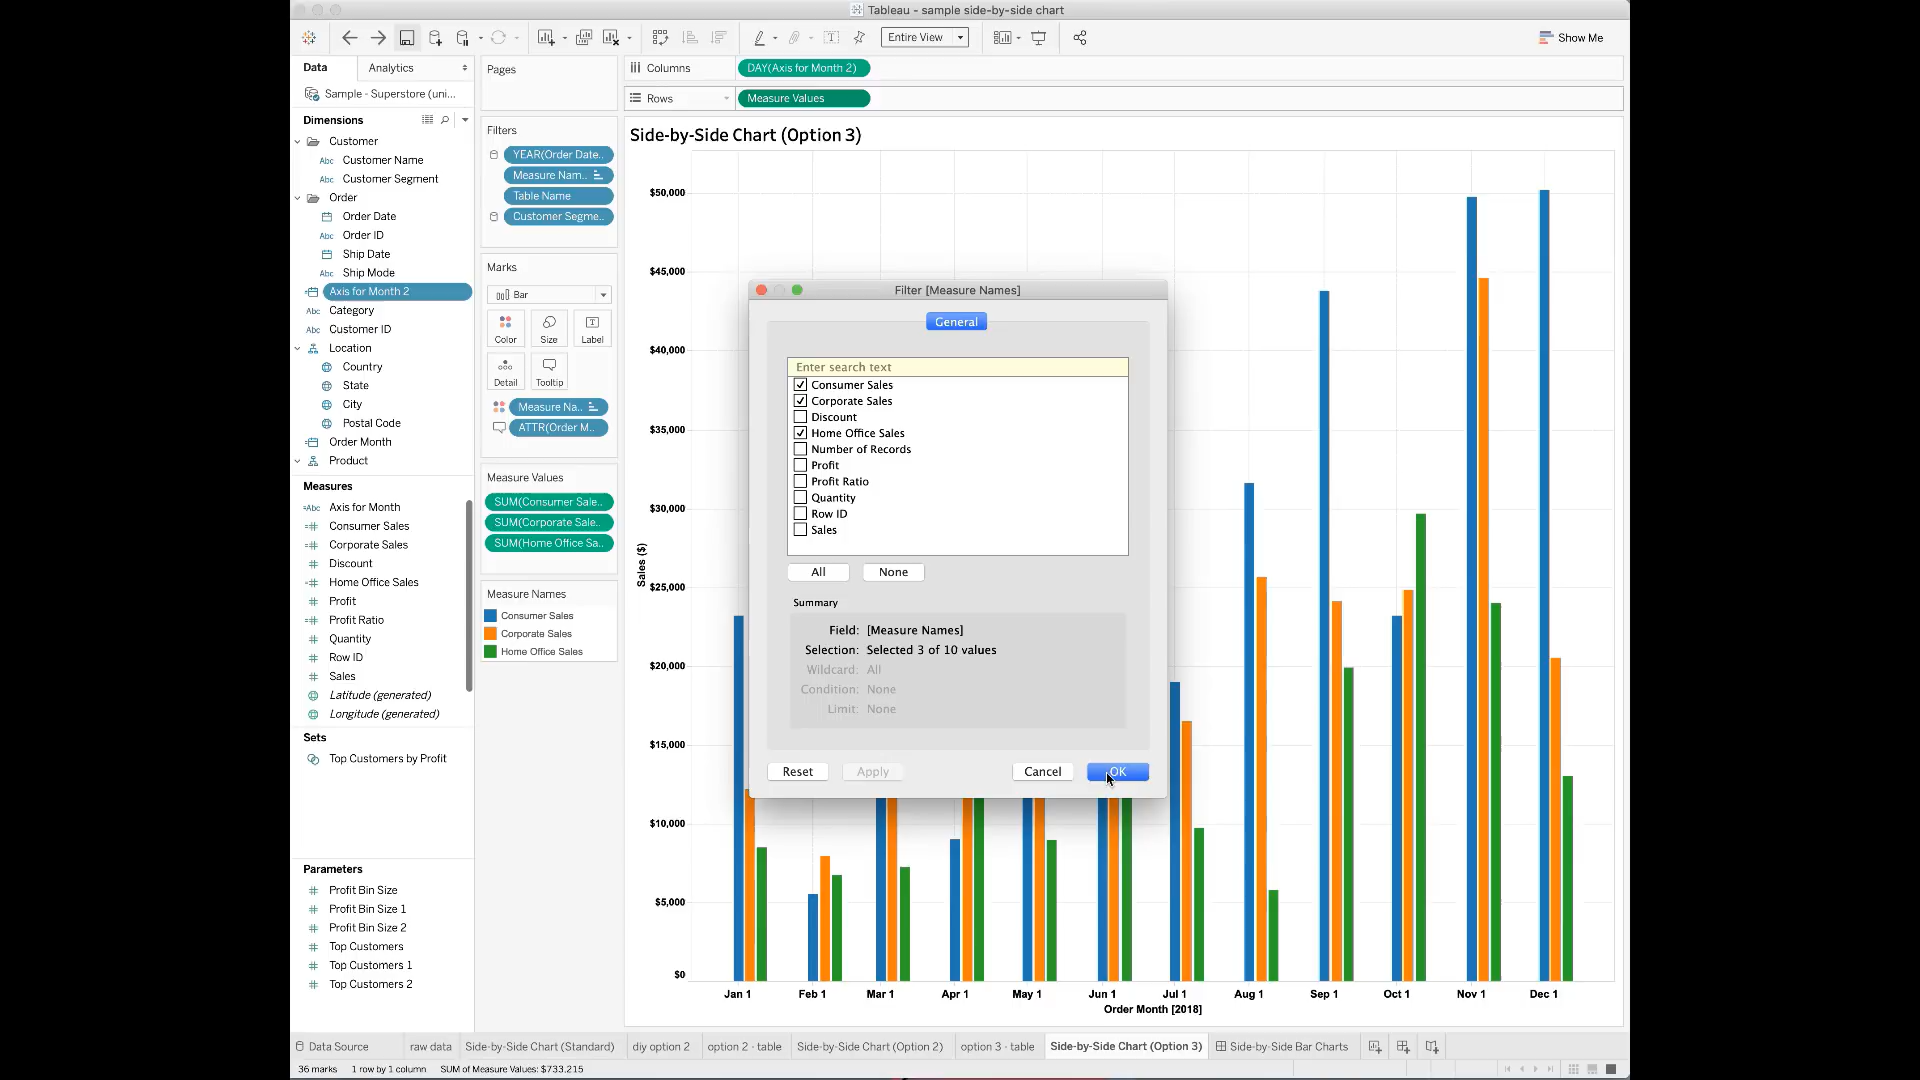 Tableau - sample side-by-side chart
Entire View
Show Me
Data
Analytics
Sample - Superstore (uni...
Dimensions
Customer
Abc Customer Name
Abc Customer Segment
Order
Order Date
Abc Order ID
Ship Date
Abc Ship Mode
Axis for Month 2
Abc Category
Abc Customer ID
Location
Country
State
City
Postal Code
Order Month
Product
Measures
=Abc Axis for Month
Consumer Sales
Corporate Sales
Discount
Home Office Sales
Profit
Profit Ratio
Quantity
Row ID
Sales
Latitude (generated)
Longitude (generated)
Sets
Top Customers by Profit
Parameters
Profit Bin Size
Profit Bin Size 1
Profit Bin Size 2
Top Customers
Top Customers 1
Top Customers 2
Pages
Filters
YEAR(Order Date..
Measure Nam..
Table Name
Customer Segme..
Marks
Bar
Color
Size
Label
Detail
Tooltip
Measure Na..
ATTR(Order M..
Measure Values
SUM(Consumer Sale..
SUM(Corporate Sale..
SUM(Home Office Sa..
Measure Names
Consumer Sales
Corporate Sales
Home Office Sales
Columns
DAY(Axis for Month 2)
Rows
Measure Values
Side-by-Side Chart (Option 3)
$50,000
$45,000
$40,000
$35,000
$30,000
$25,000
$20,000
$15,000
$10,000
$5,000
$0
Sales ($)
Jan 1
Feb 1
Mar 1
Apr 1
May 1
Jun 1
Jul 1
Aug 1
Sep 1
Oct 1
Nov 1
Dec 1
Order Month [2018]
Filter [Measure Names]
General
Enter search text
Consumer Sales
Corporate Sales
Discount
Home Office Sales
Number of Records
Profit
Profit Ratio
Quantity
Row ID
Sales
All
None
Summary
Field: [Measure Names]
Selection: Selected 3 of 10 values
Wildcard: All
Condition: None
Limit: None
Reset
Apply
Cancel
OK
Data Source
raw data
Side-by-Side Chart (Standard)
diy option 2
option 2 - table
Side-by-Side Chart (Option 2)
option 3 - table
Side-by-Side Chart (Option 3)
Side-by-Side Bar Charts
36 marks
1 row by 1 column
SUM of Measure Values: $733,215